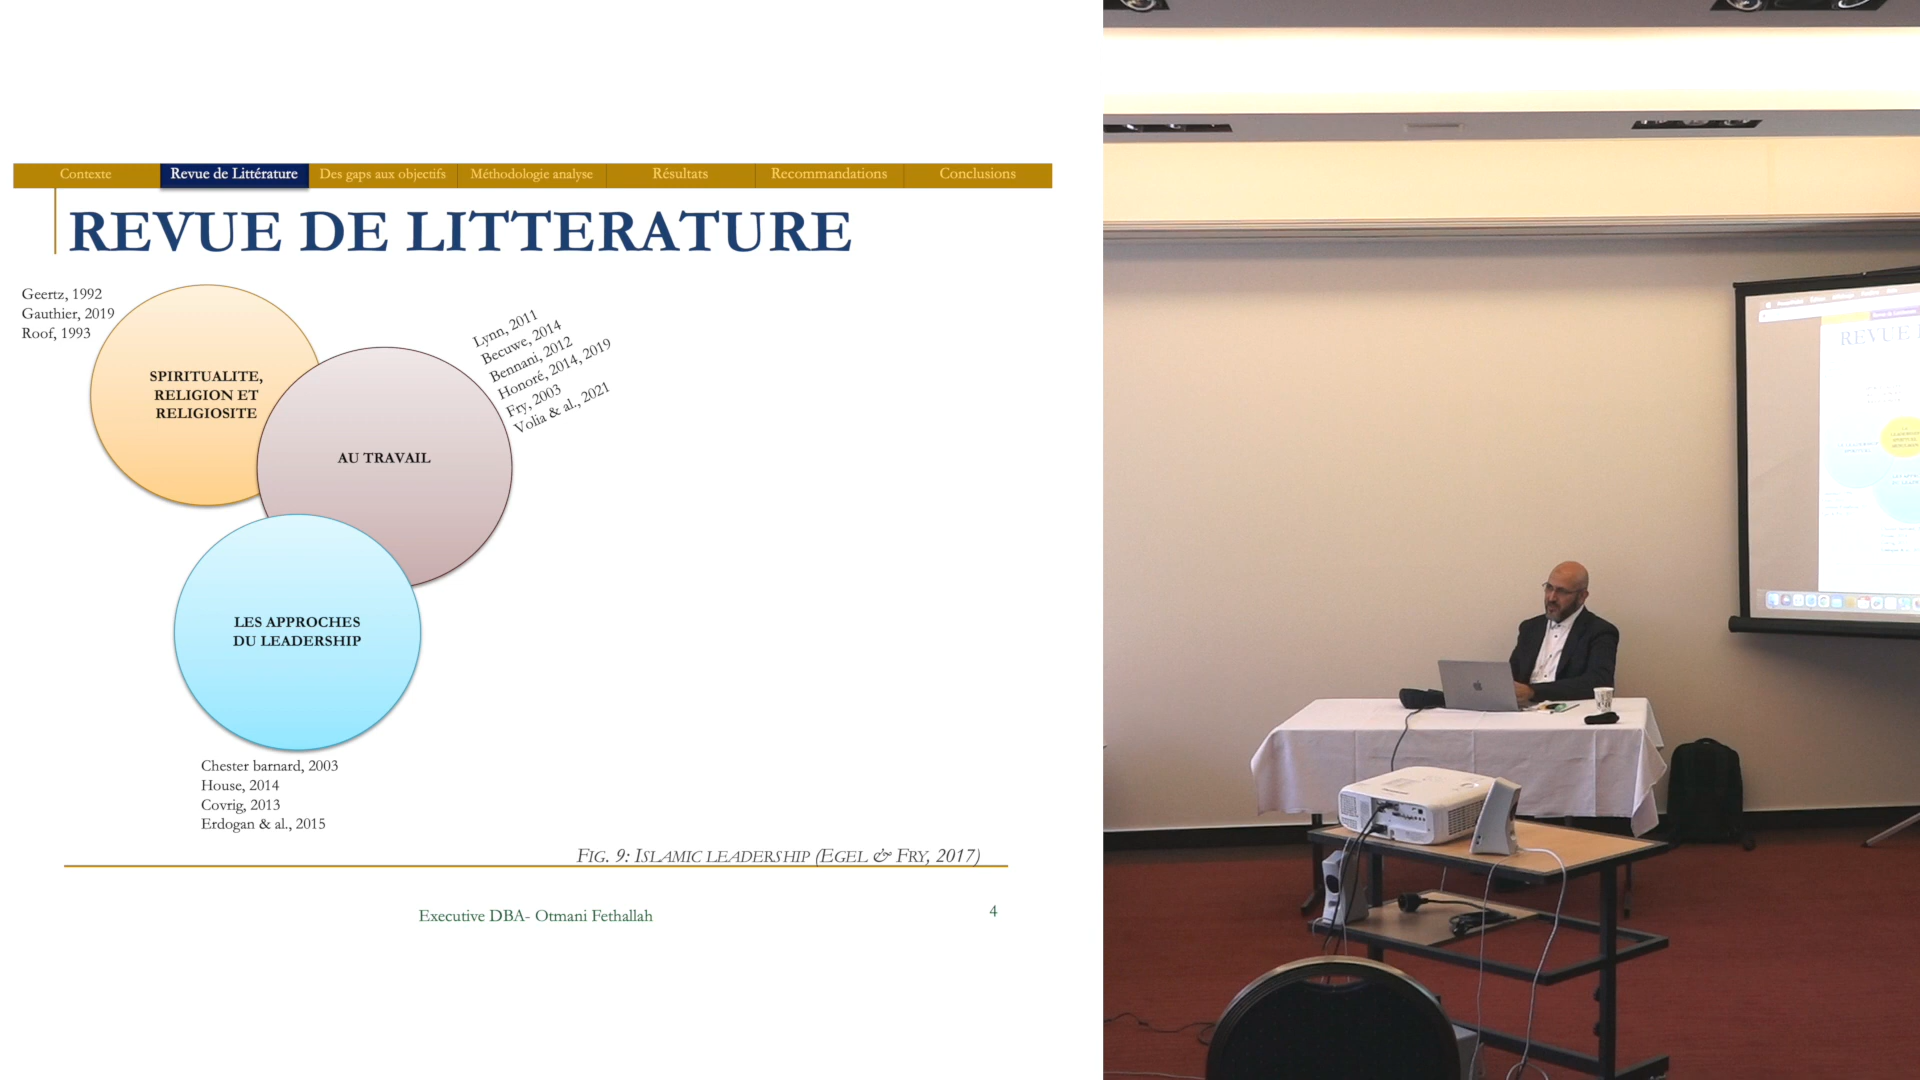 Contexte
Revue de Littérature
Des gaps aux objectifs
Méthodologie analyse
Résultats
Recommandations
Conclusions
REVUE DE LITTERATURE
Geertz, 1992
Gauthier, 2019
Roof, 1993
SPIRITUALITE,
RELIGION ET
RELIGIOSITE
Lynn, 2011
Becuwe, 2014
Bennani, 2012
Honoré, 2014, 2019
Fry, 2003
Volia & al., 2021
AU TRAVAIL
LES APPROCHES
DU LEADERSHIP
Chester barnard, 2003
House, 2014
Covrig, 2013
Erdogan & al., 2015
FIG. 9: ISLAMIC LEADERSHIP (EGEL & FRY, 2017)
Executive DBA- Otmani Fethallah
4
REVUE